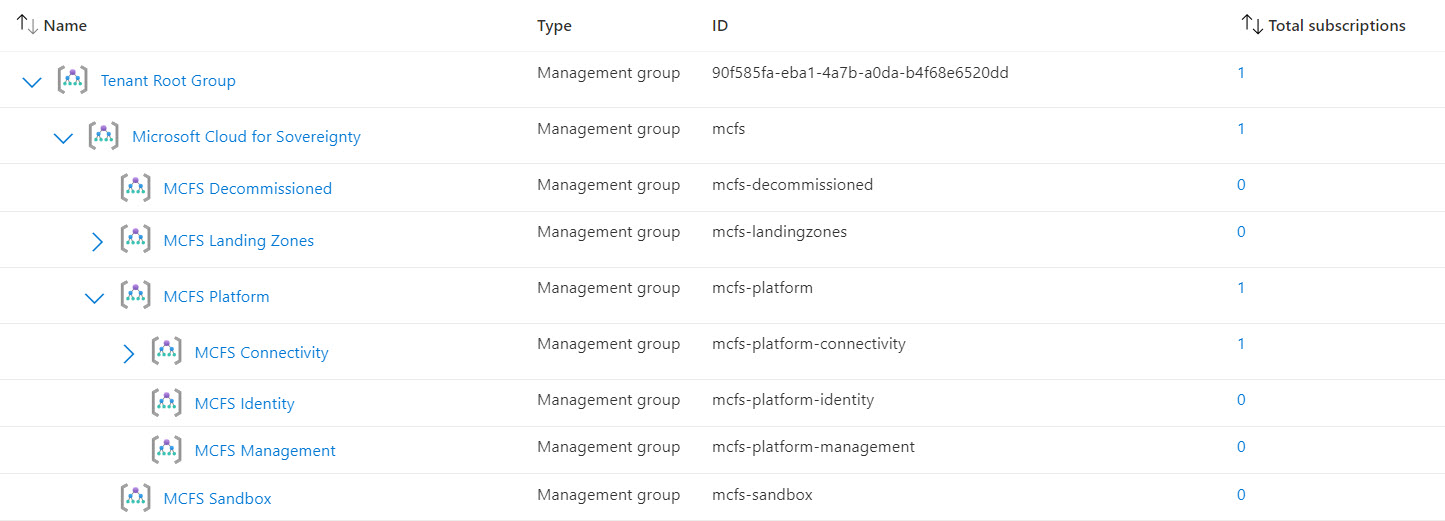 Name Type ID Total subscriptions
Tenant Root Group Management group 90f585fa-eba1-4a7b-a0da-b4f68e6520dd 1
Microsoft Cloud for Sovereignty Management group mcfs 1
MCFS Decommissioned Management group mcfs-decommissioned 0
MCFS Landing Zones Management group mcfs-landingzones 0
MCFS Platform Management group mcfs-platform 1
MCFS Connectivity Management group mcfs-platform-connectivity 1
MCFS Identity Management group mcfs-platform-identity 0
MCFS Management Management group mcfs-platform-management 0
MCFS Sandbox Management group mcfs-sandbox 0